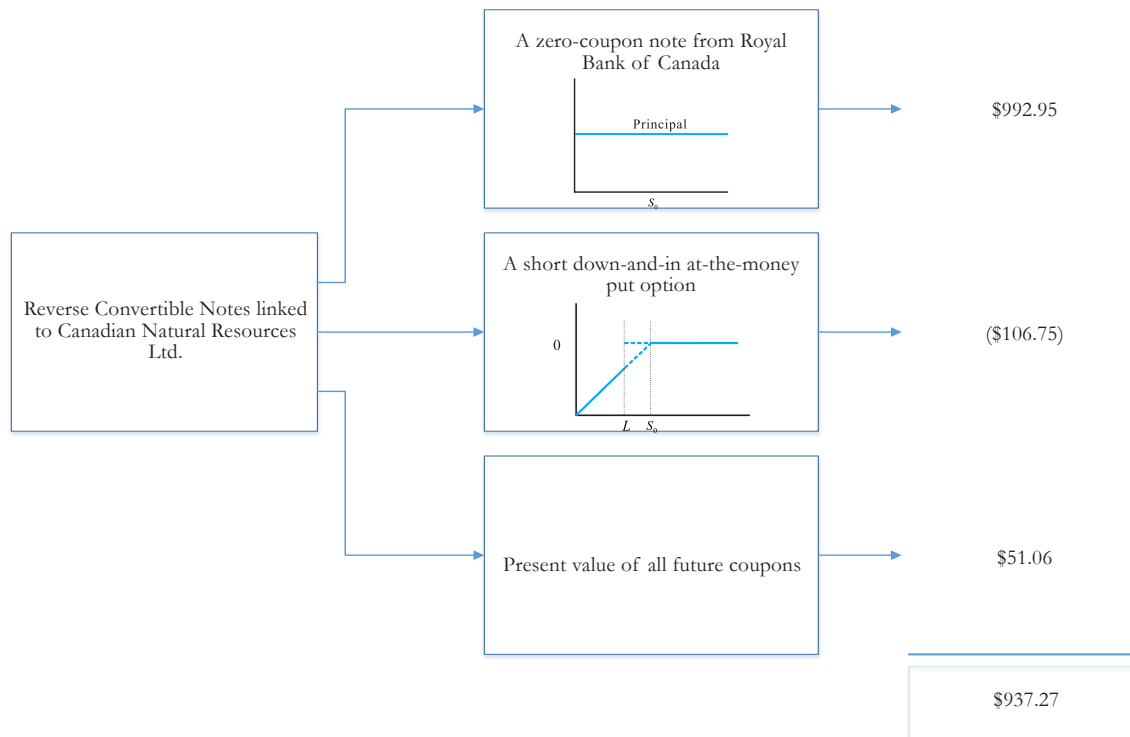 Reverse Convertible Notes linked
to Canadian Natural Resources
Ltd.
A zero-coupon note from Royal
Bank of Canada
Principal
S₀
$992.95
A short down-and-in at-the-money
put option
0
L S₀
($106.75)
Present value of all future coupons
$51.06
$937.27